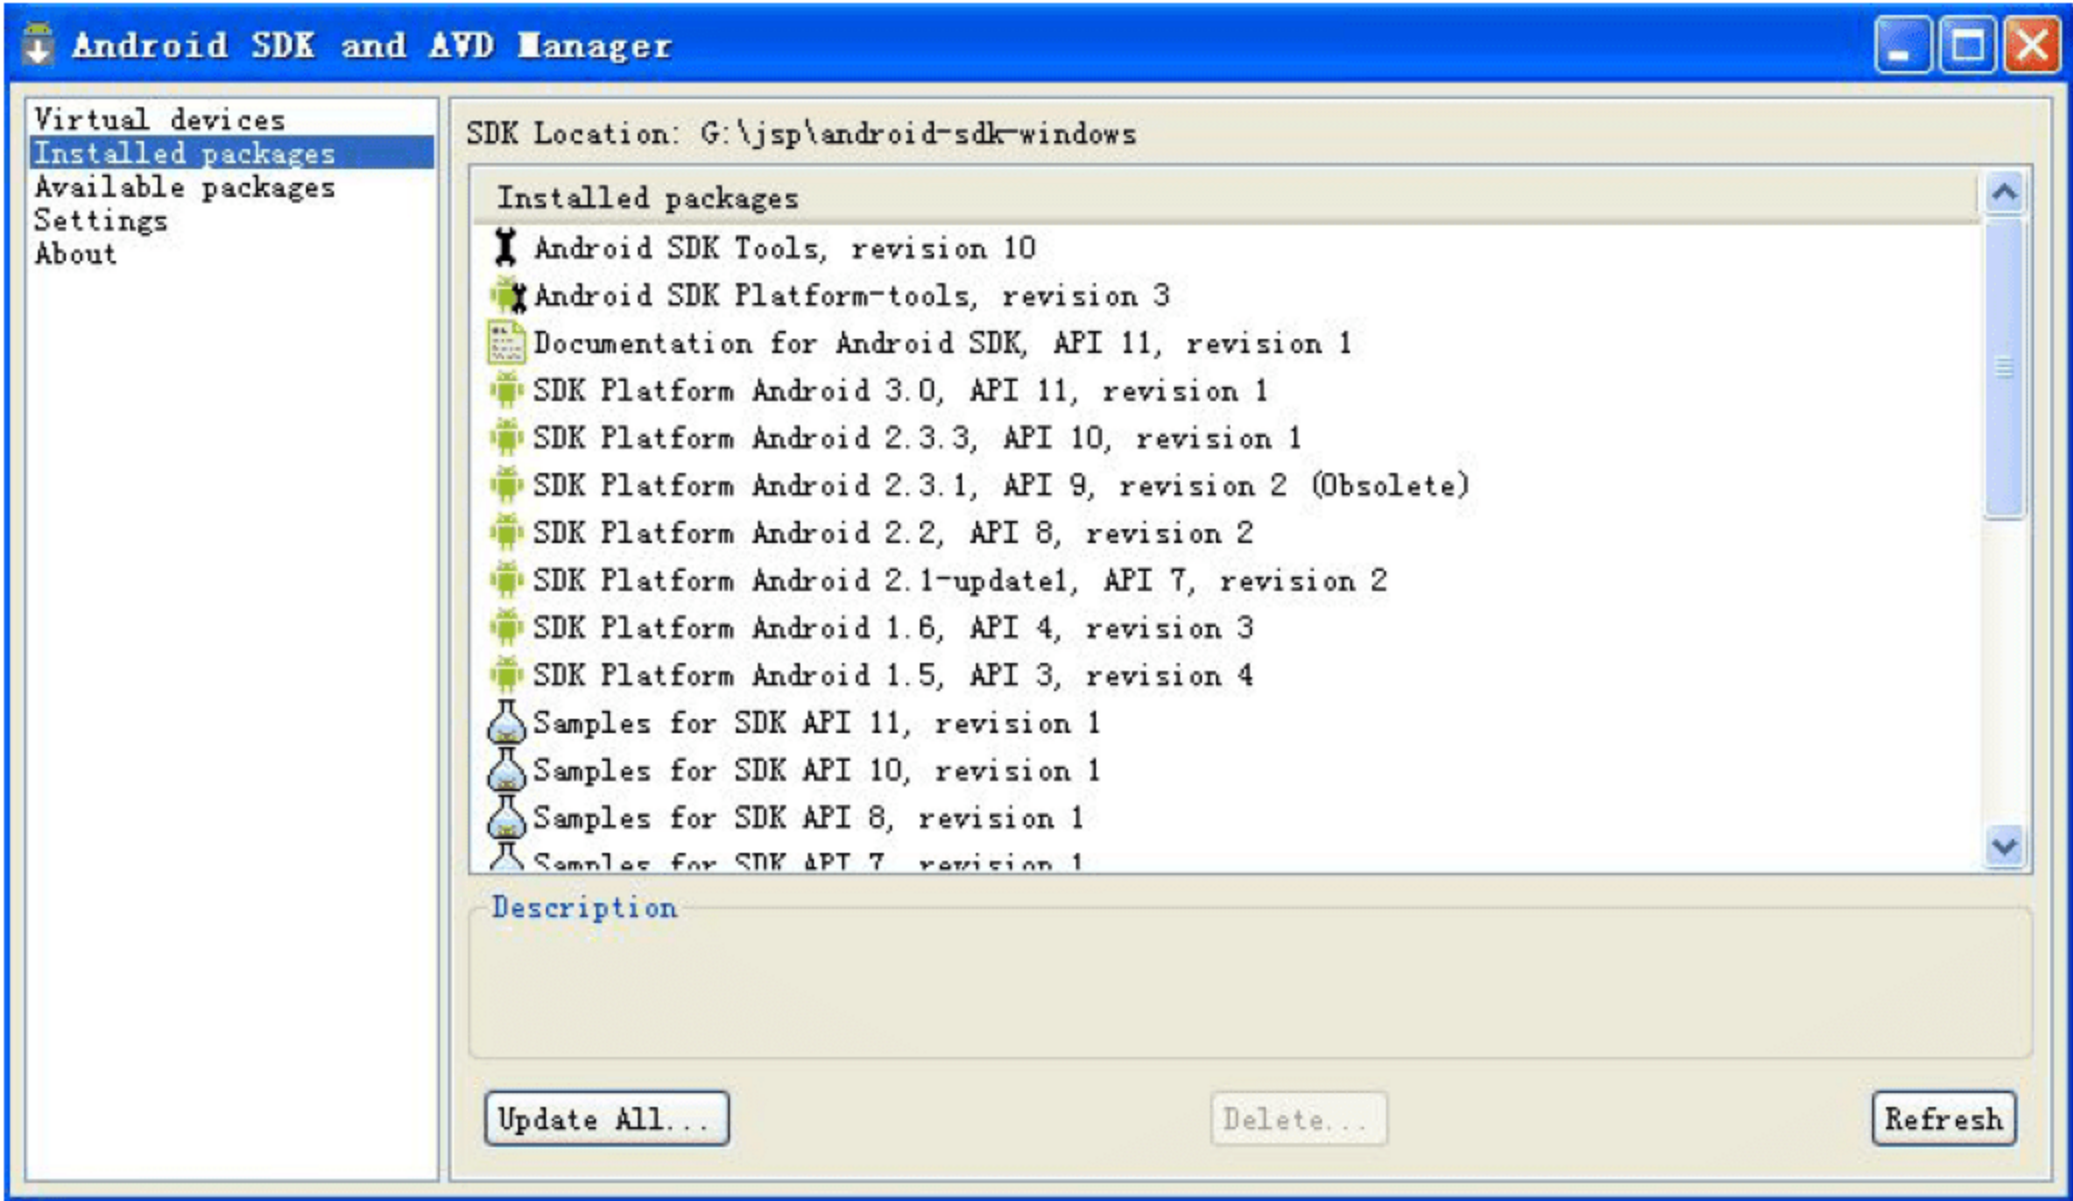 Android SDK and AVD Manager
Virtual devices
Installed packages
Available packages
Settings
About
SDK Location: G:\jsp\android-sdk-windows
Installed packages
Android SDK Tools, revision 10
Android SDK Platform-tools, revision 3
Documentation for Android SDK, API 11, revision 1
SDK Platform Android 3.0, API 11, revision 1
SDK Platform Android 2.3.3, API 10, revision 1
SDK Platform Android 2.3.1, API 9, revision 2 (Obsolete)
SDK Platform Android 2.2, API 8, revision 2
SDK Platform Android 2.1-update1, API 7, revision 2
SDK Platform Android 1.6, API 4, revision 3
SDK Platform Android 1.5, API 3, revision 4
Samples for SDK API 11, revision 1
Samples for SDK API 10, revision 1
Samples for SDK API 8, revision 1
Samples for SDK API 7, revision 1
Description
Update All...
Delete...
Refresh